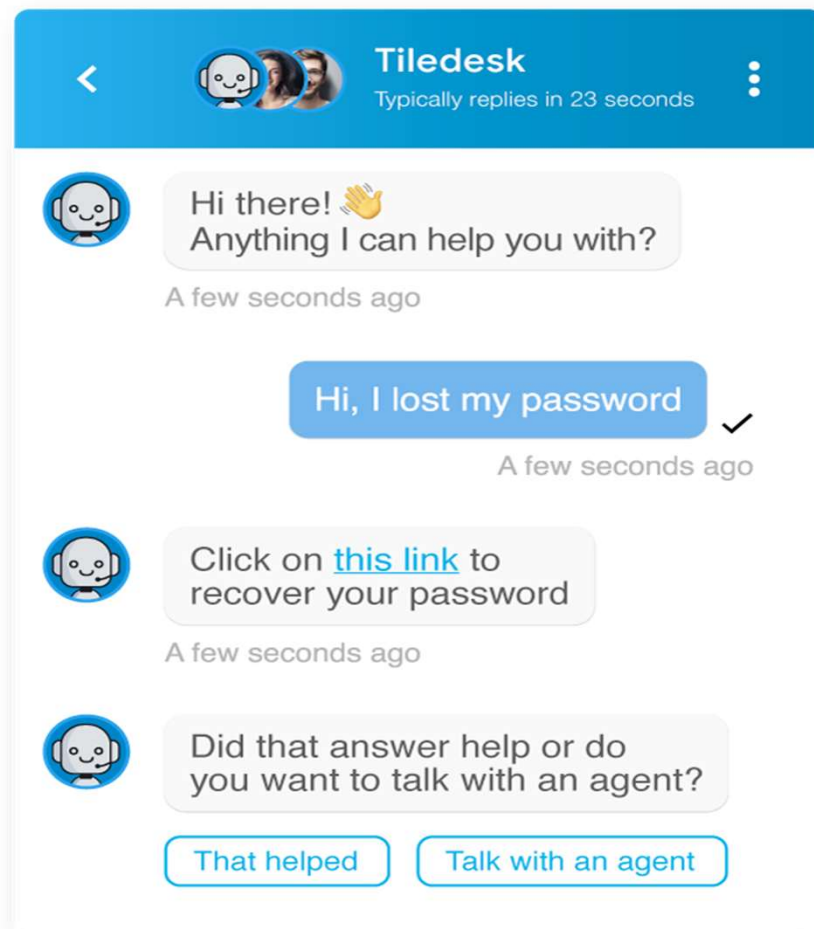 Tiledesk
Typically replies in 23 seconds
Hi there! 👋
Anything I can help you with?
A few seconds ago
Hi, I lost my password
A few seconds ago
Click on this link to
recover your password
A few seconds ago
Did that answer help or do
you want to talk with an agent?
That helped
Talk with an agent